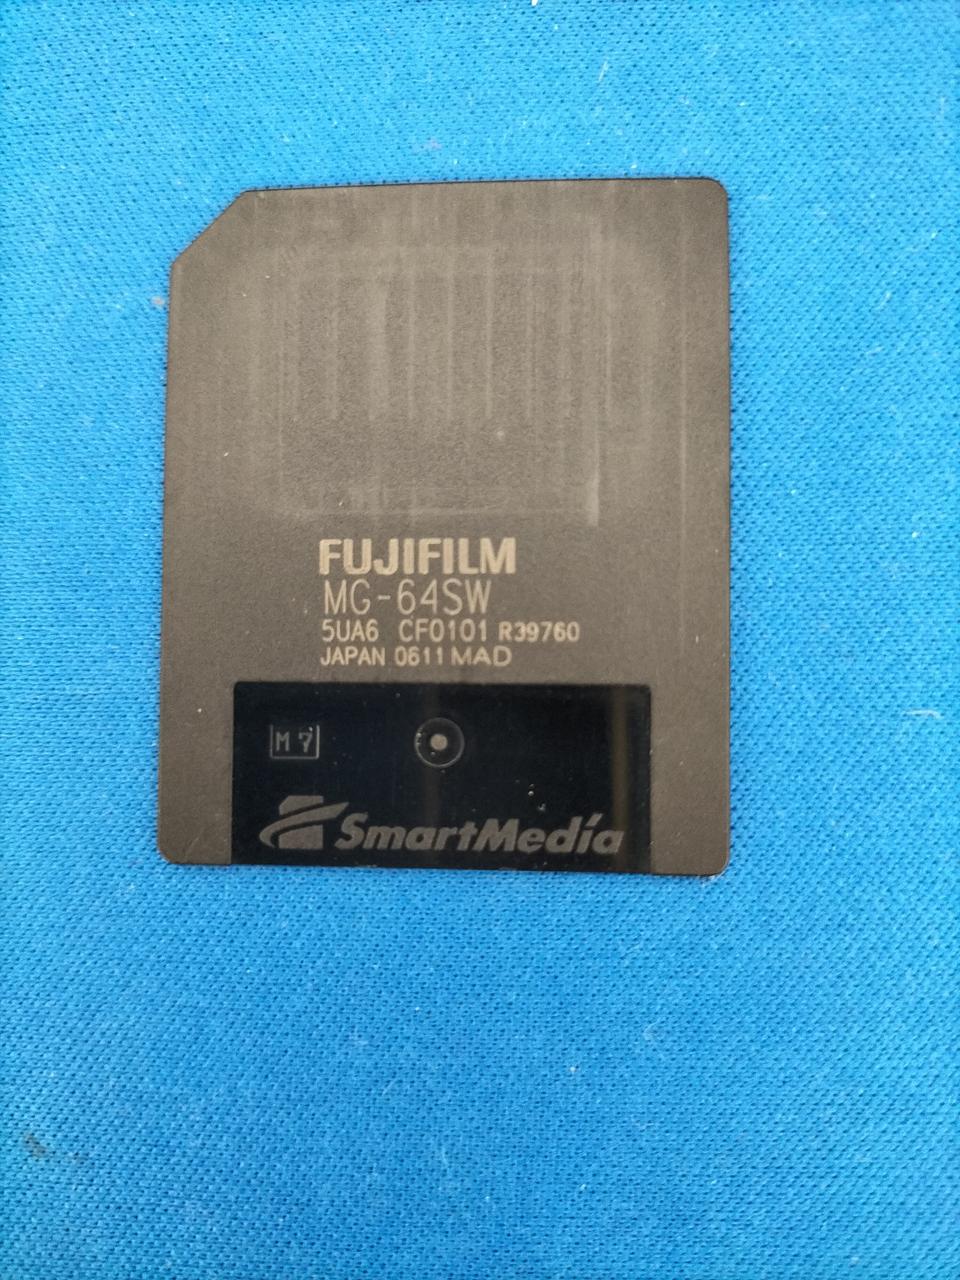 FUJIFILM
MG-64SW
5UA6 CF0101 R39760
JAPAN 0611 MAD
M 7
SmartMedia